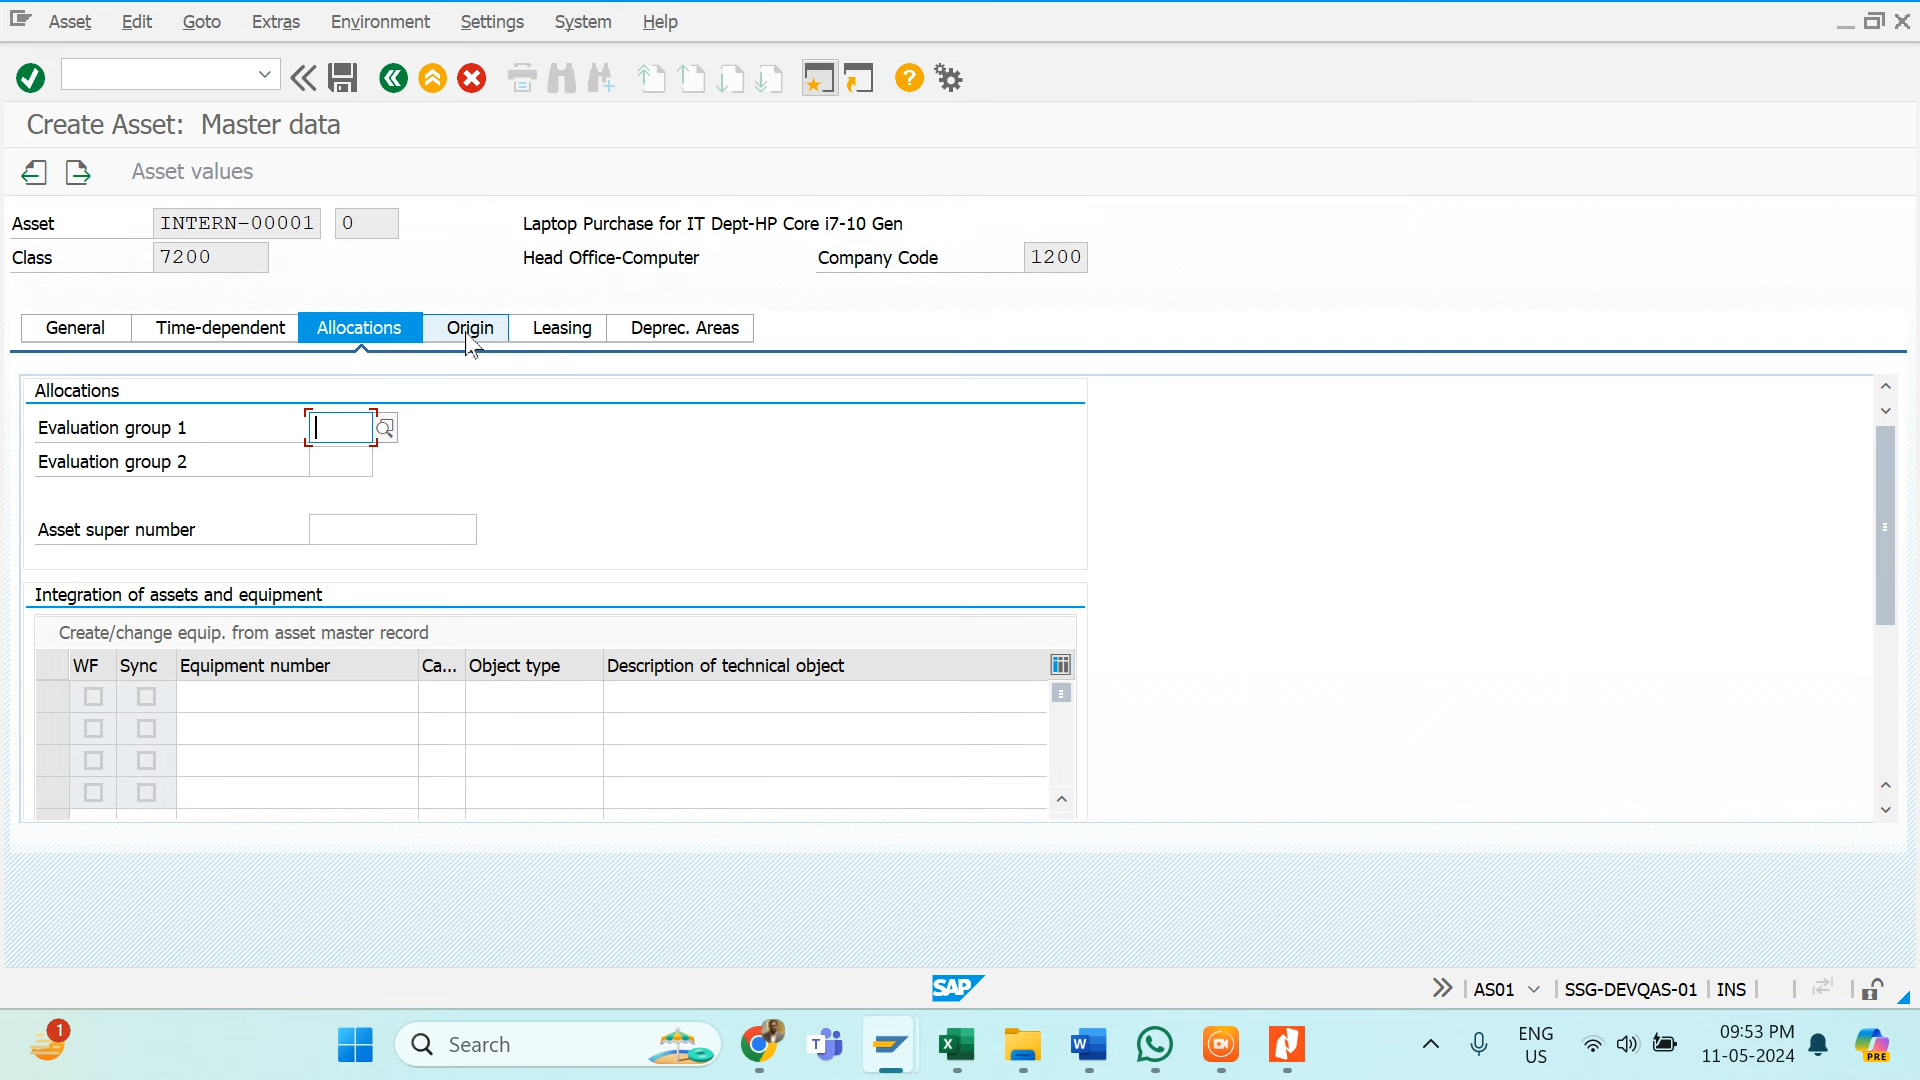 Asset Edit Goto Extras Environment Settings System Help
Create Asset: Master data
Asset values
Asset INTERN-00001 0 Laptop Purchase for IT Dept-HP Core i7-10 Gen
Class 7200 Head Office-Computer Company Code 1200
General Time-dependent Allocations Origin Leasing Deprec. Areas
Allocations
Evaluation group 1
Evaluation group 2
Asset super number
Integration of assets and equipment
Create/change equip. from asset master record
WF Sync Equipment number Ca... Object type Description of technical object
SAP AS01 SSG-DEVQAS-01 INS
1 Search T X W ENG 09:53 PM
US 11-05-2024 PRE